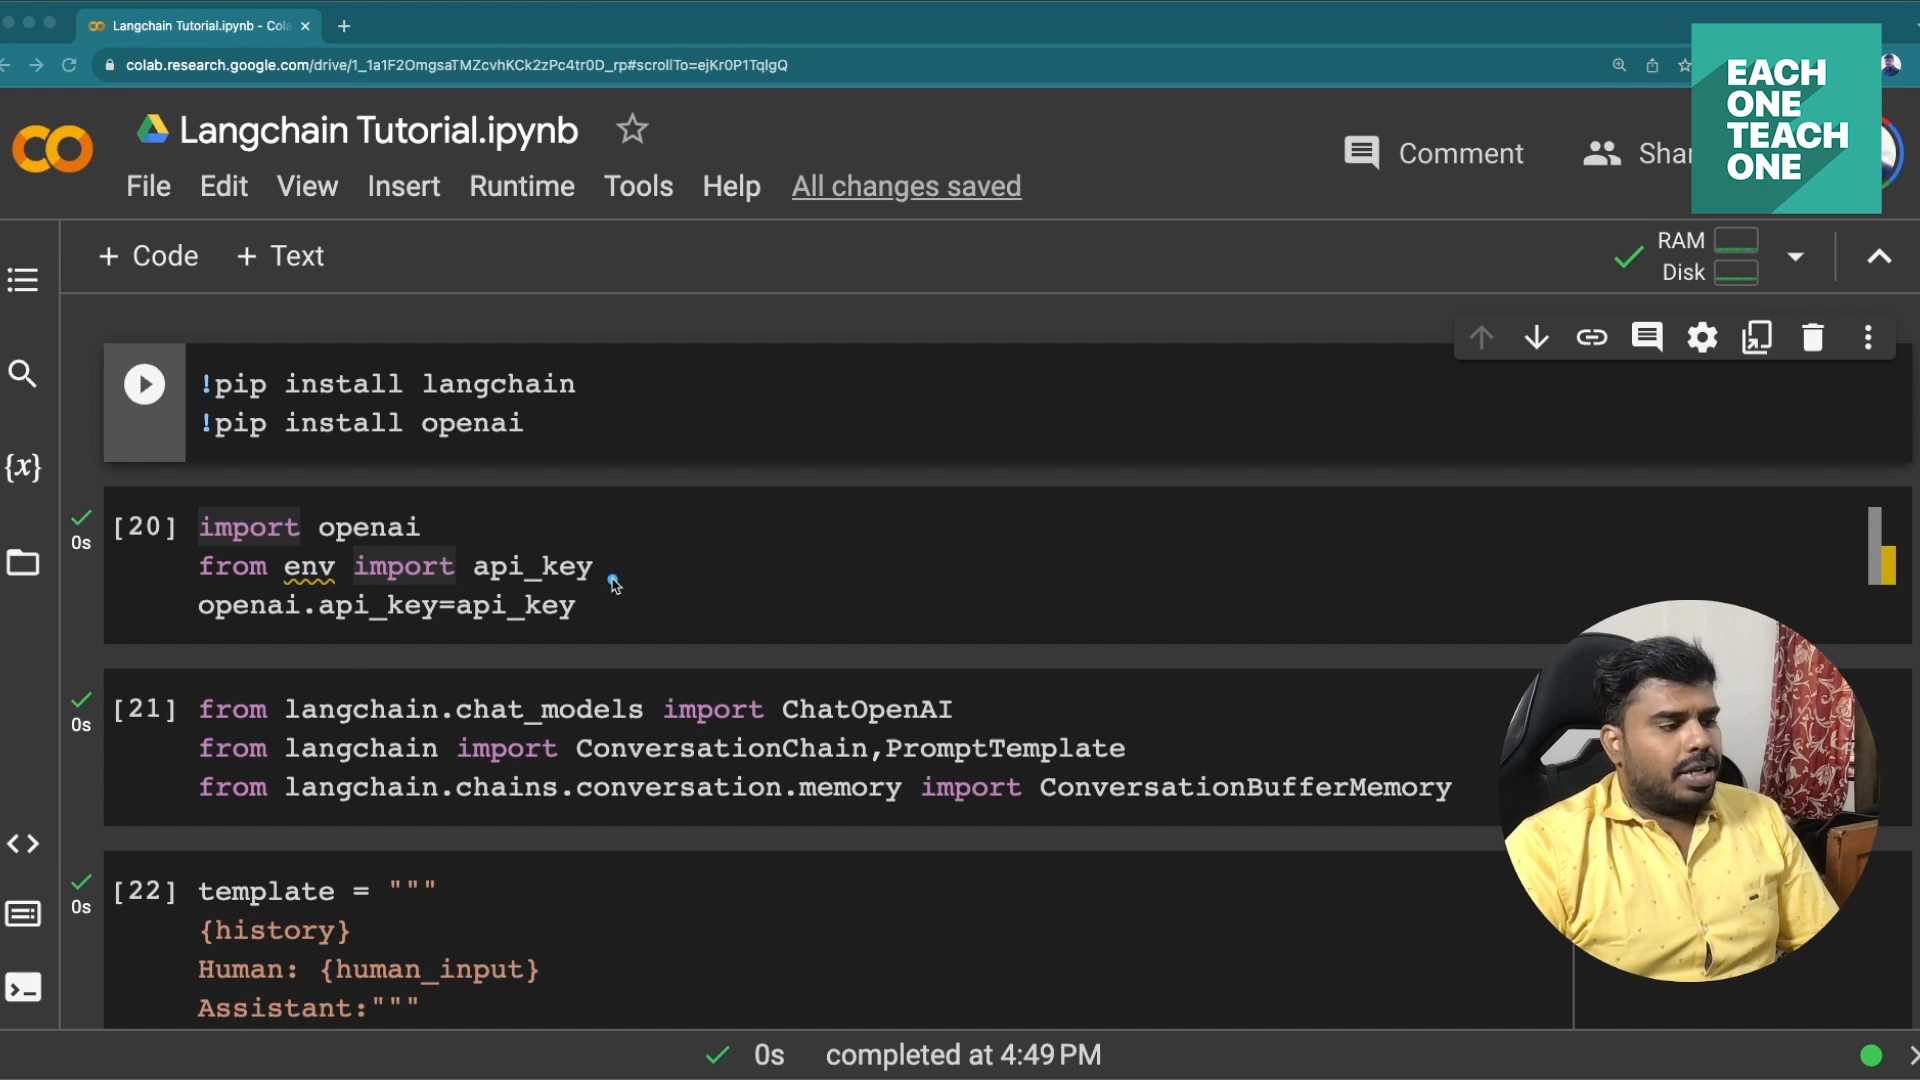 Langchain Tutorial.ipynb - Cola
colab.research.google.com/drive/1_1a1F2OmgsaTMZcvhKCk2zPc4tr0D_rp#scrollTo=ejKr0P1TqIgQ
EACH
ONE
TEACH
ONE
Langchain Tutorial.ipynb
Comment
Shar
File Edit View Insert Runtime Tools Help All changes saved
+ Code + Text
RAM
Disk
!pip install langchain
!pip install openai
0s
[20] import openai
from env import api_key
openai.api_key=api_key
0s
[21] from langchain.chat_models import ChatOpenAI
from langchain import ConversationChain,PromptTemplate
from langchain.chains.conversation.memory import ConversationBufferMemory
0s
[22] template = """
{history}
Human: {human_input}
Assistant:"""
0s completed at 4:49 PM